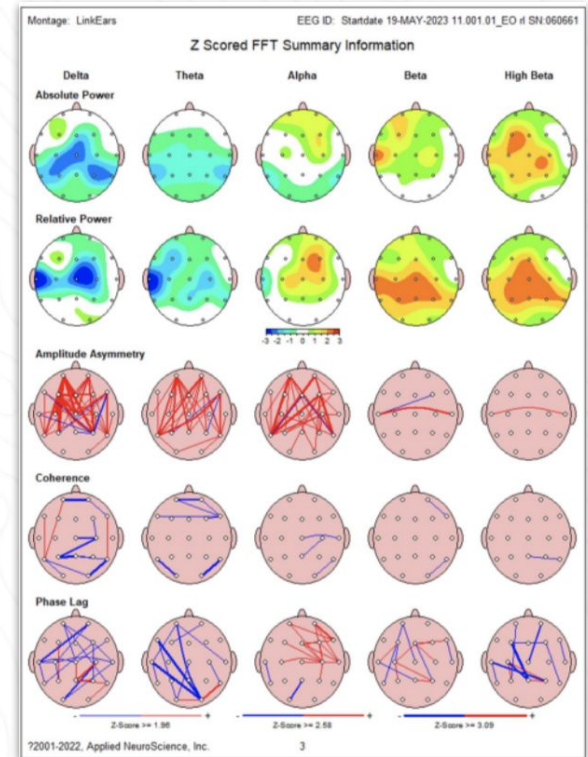 Montage: LinkEars EEG ID: Startdate 19-MAY-2023 11.001.01_EO rl SN:060661
Z Scored FFT Summary Information
Delta Theta Alpha Beta High Beta
Absolute Power
Relative Power
-3 -2 -1 0 1 2 3
Amplitude Asymmetry
Coherence
Phase Lag
- + - + - +
Z-Score >= 1.96 Z-Score >= 2.58 Z-Score >= 3.09
?2001-2022, Applied NeuroScience, Inc. 3